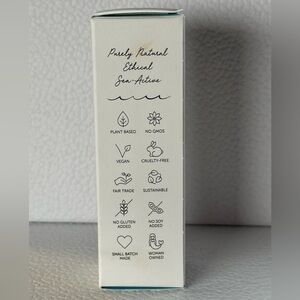 Purely Natural
Ethical
Sea-Active
PLANT BASED
NO GMOS
VEGAN
CRUELTY-FREE
FAIR TRADE
SUSTAINABLE
NO GLUTEN
ADDED
NO SOY
ADDED
SMALL BATCH
MADE
WOMAN
OWNED